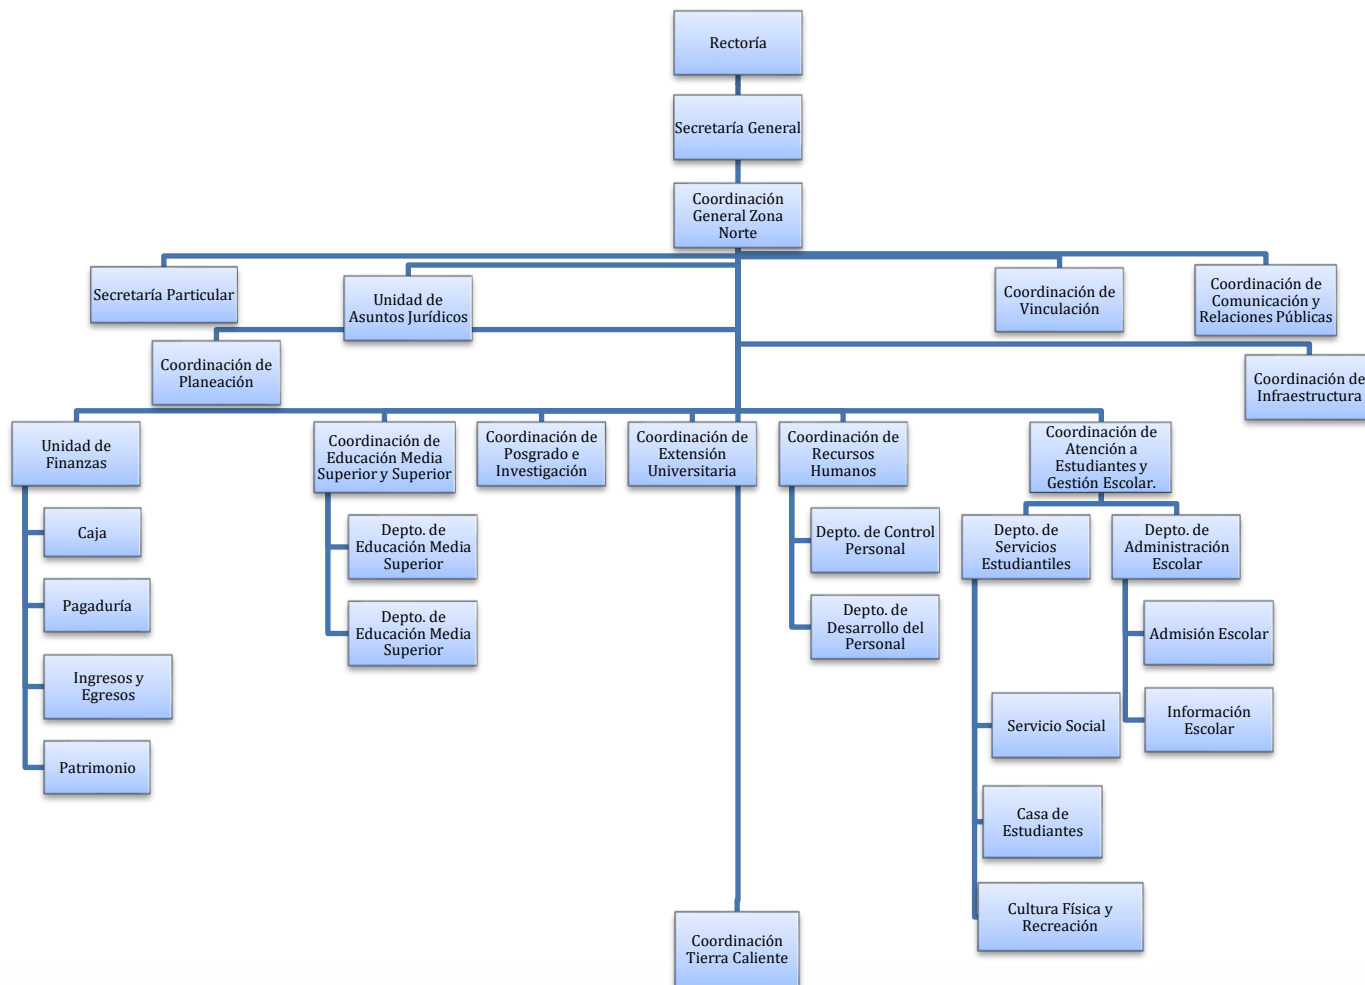 Rectoría
Secretaría General
Coordinación
General Zona
Norte
Secretaría Particular
Unidad de
Asuntos Jurídicos
Coordinación de
Vinculación
Coordinación de
Comunicación y
Relaciones Públicas
Coordinación de
Planeación
Coordinación de
Infraestructura
Unidad de
Finanzas
Coordinación de
Educación Media
Superior y Superior
Coordinación de
Posgrado e
Investigación
Coordinación de
Extensión
Universitaria
Coordinación de
Recursos
Humanos
Coordinación de
Atención a
Estudiantes y
Gestión Escolar.
Caja
Pagaduría
Ingresos y
Egresos
Patrimonio
Depto. de
Educación Media
Superior
Depto. de
Educación Media
Superior
Depto. de Control
Personal
Depto. de
Desarrollo del
Personal
Depto. de
Servicios
Estudiantiles
Depto. de
Administración
Escolar
Admisión Escolar
Información
Escolar
Servicio Social
Casa de
Estudiantes
Cultura Física y
Recreación
Coordinación
Tierra Caliente